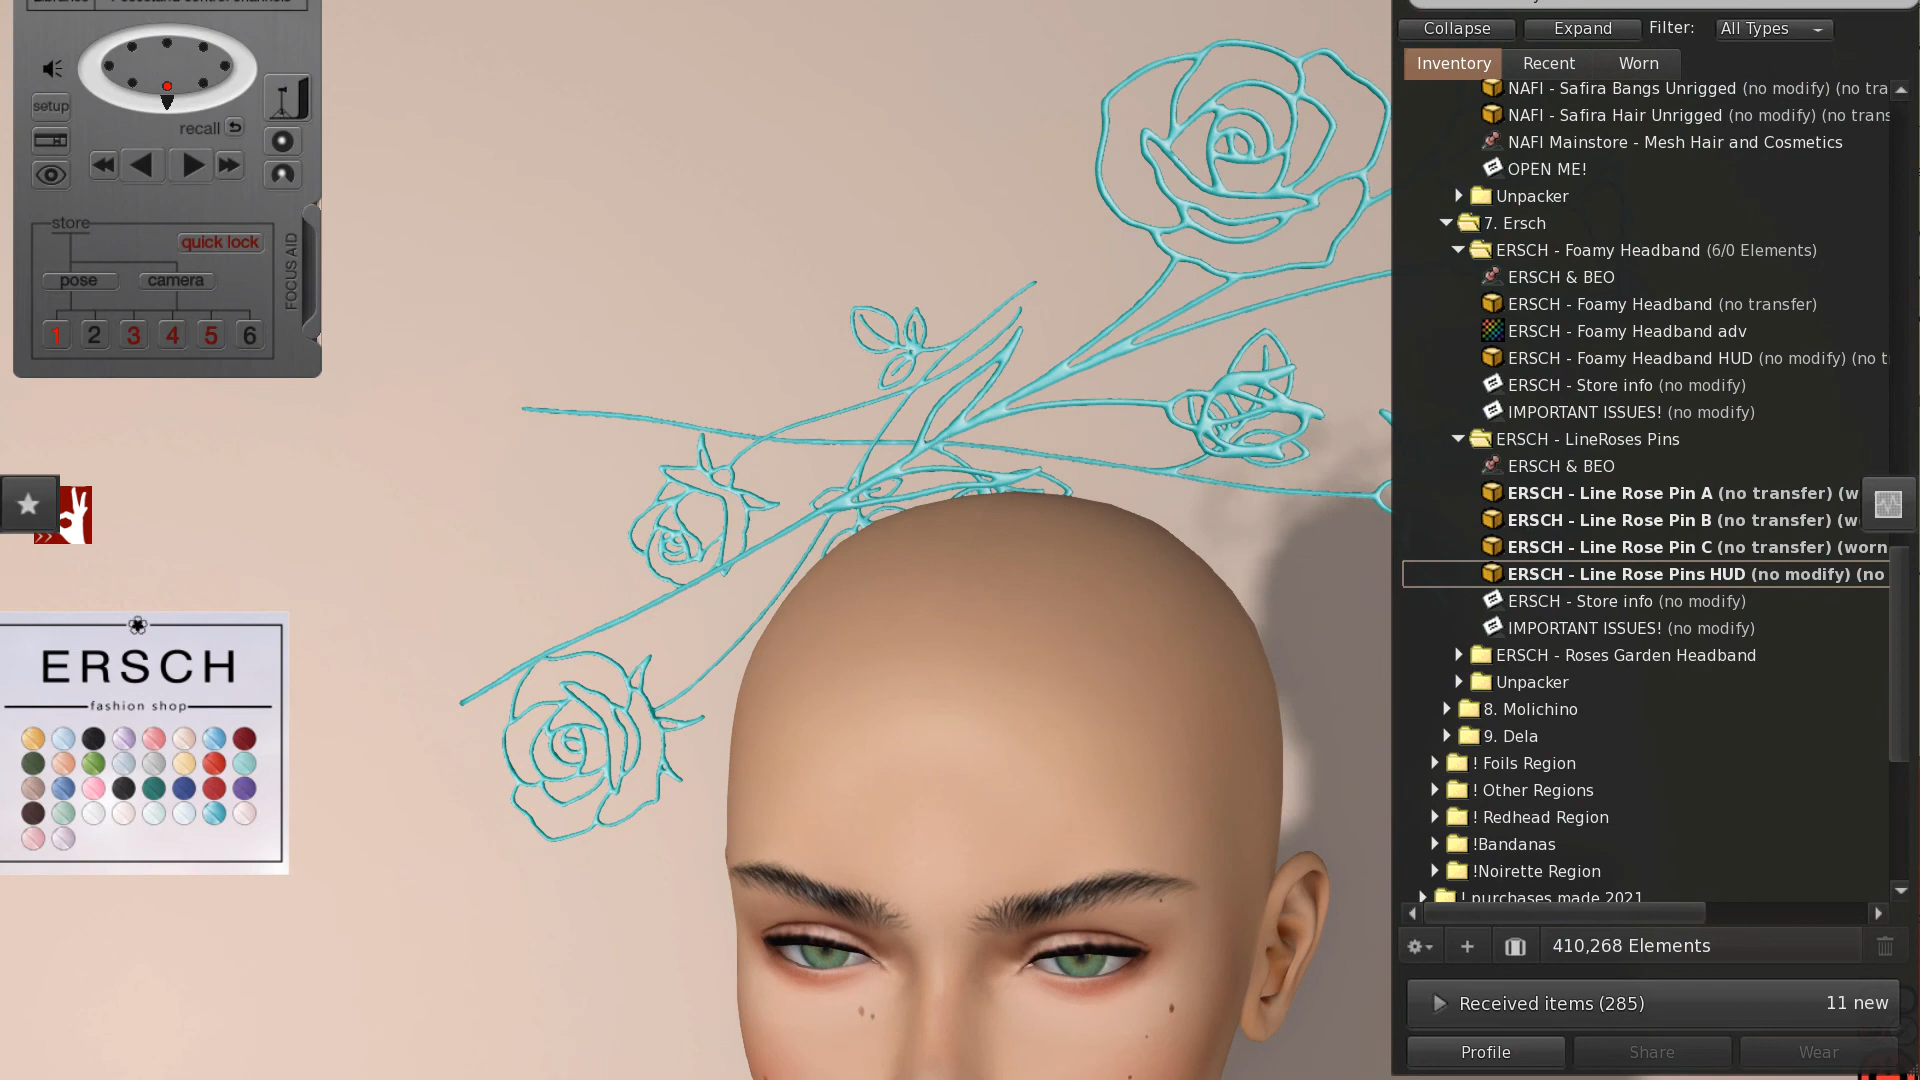 setup
recall
store
quick lock
pose
camera
FOCUS AID
1 2 3 4 5 6
ERSCH
fashion shop
Collapse
Expand
Filter:
All Types
Inventory
Recent
Worn
NAFI - Safira Bangs Unrigged (no modify) (no tra
NAFI - Safira Hair Unrigged (no modify) (no trans
NAFI Mainstore - Mesh Hair and Cosmetics
OPEN ME!
Unpacker
7. Ersch
ERSCH - Foamy Headband (6/0 Elements)
ERSCH & BEO
ERSCH - Foamy Headband (no transfer)
ERSCH - Foamy Headband adv
ERSCH - Foamy Headband HUD (no modify) (no t
ERSCH - Store info (no modify)
IMPORTANT ISSUES! (no modify)
ERSCH - LineRoses Pins
ERSCH & BEO
ERSCH - Line Rose Pin A (no transfer) (w
ERSCH - Line Rose Pin B (no transfer) (w
ERSCH - Line Rose Pin C (no transfer) (worn
ERSCH - Line Rose Pins HUD (no modify) (no
ERSCH - Store info (no modify)
IMPORTANT ISSUES! (no modify)
ERSCH - Roses Garden Headband
Unpacker
8. Molichino
9. Dela
! Foils Region
! Other Regions
! Redhead Region
!Bandanas
!Noirette Region
! purchases made 2021
410,268 Elements
Received items (285)
11 new
Profile
Share
Wear